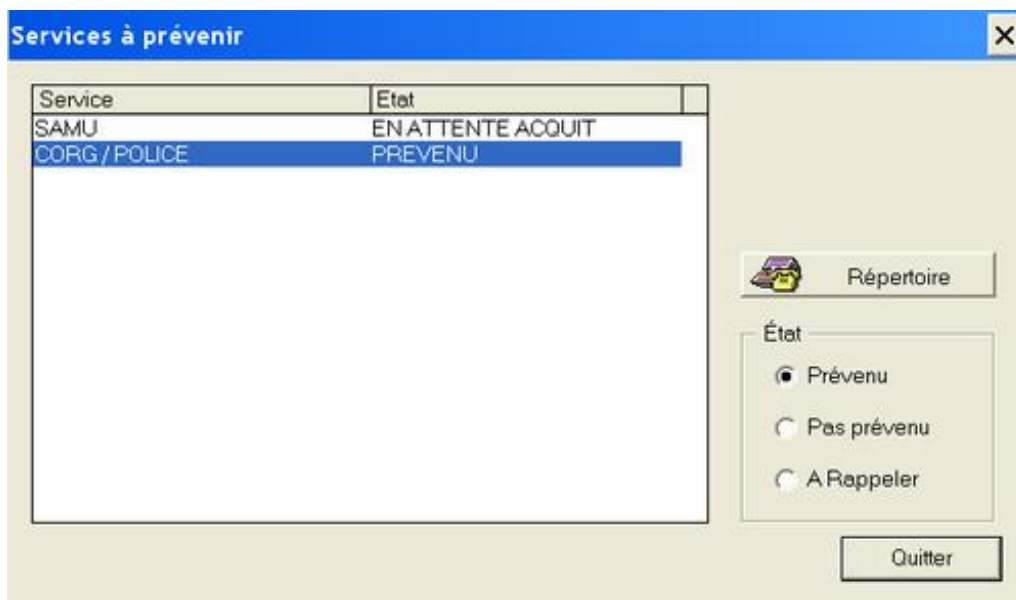 Services à prévenir
Service Etat
SAMU EN ATTENTE ACQUIT
CORG / POLICE PREVENU
Répertoire
État
Prévenu
Pas prévenu
A Rappeler
Quitter